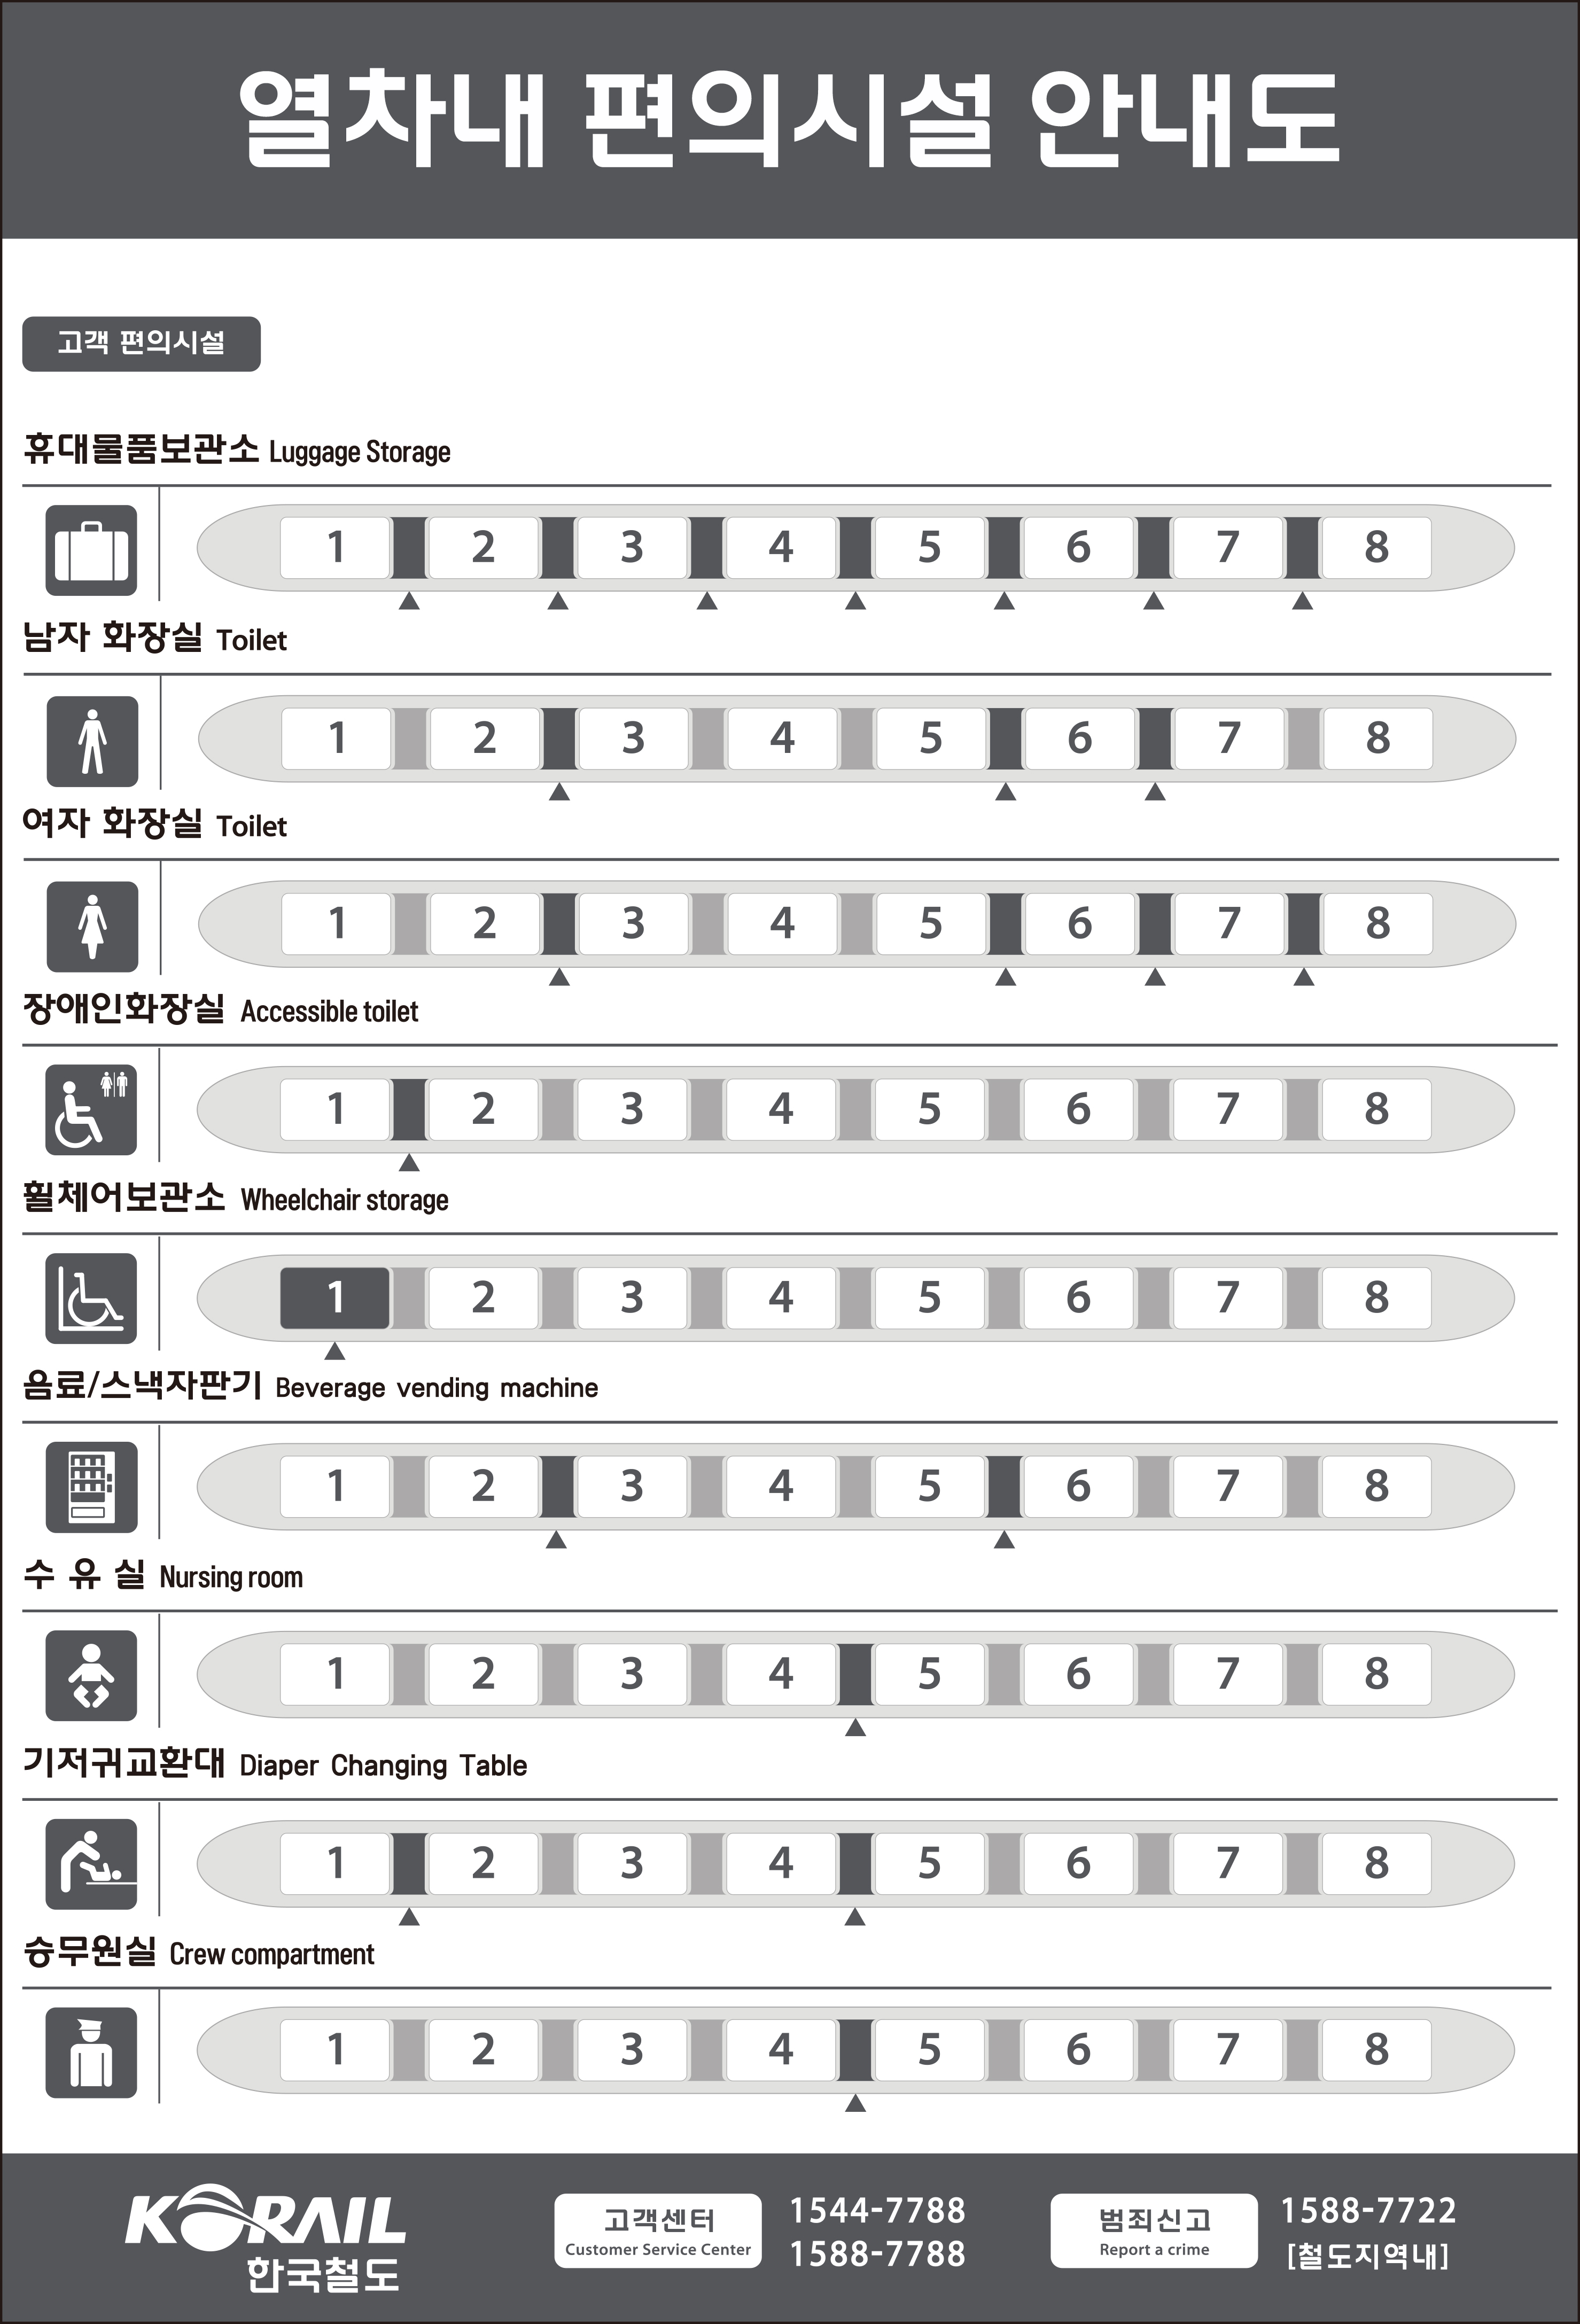 열차내 편의시설 안내도
고객 편의시설
휴대물품보관소 Luggage Storage
1 2 3 4 5 6 7 8
남자 화장실 Toilet
1 2 3 4 5 6 7 8
여자 화장실 Toilet
1 2 3 4 5 6 7 8
장애인화장실 Accessible toilet
1 2 3 4 5 6 7 8
휠체어보관소 Wheelchair storage
1 2 3 4 5 6 7 8
음료/스낵자판기 Beverage vending machine
1 2 3 4 5 6 7 8
수 유 실 Nursing room
1 2 3 4 5 6 7 8
기저귀교환대 Diaper Changing Table
1 2 3 4 5 6 7 8
승무원실 Crew compartment
1 2 3 4 5 6 7 8
KORAIL
한국철도
고객센터
Customer Service Center
1544-7788
1588-7788
범죄신고
Report a crime
1588-7722
[철도지역내]